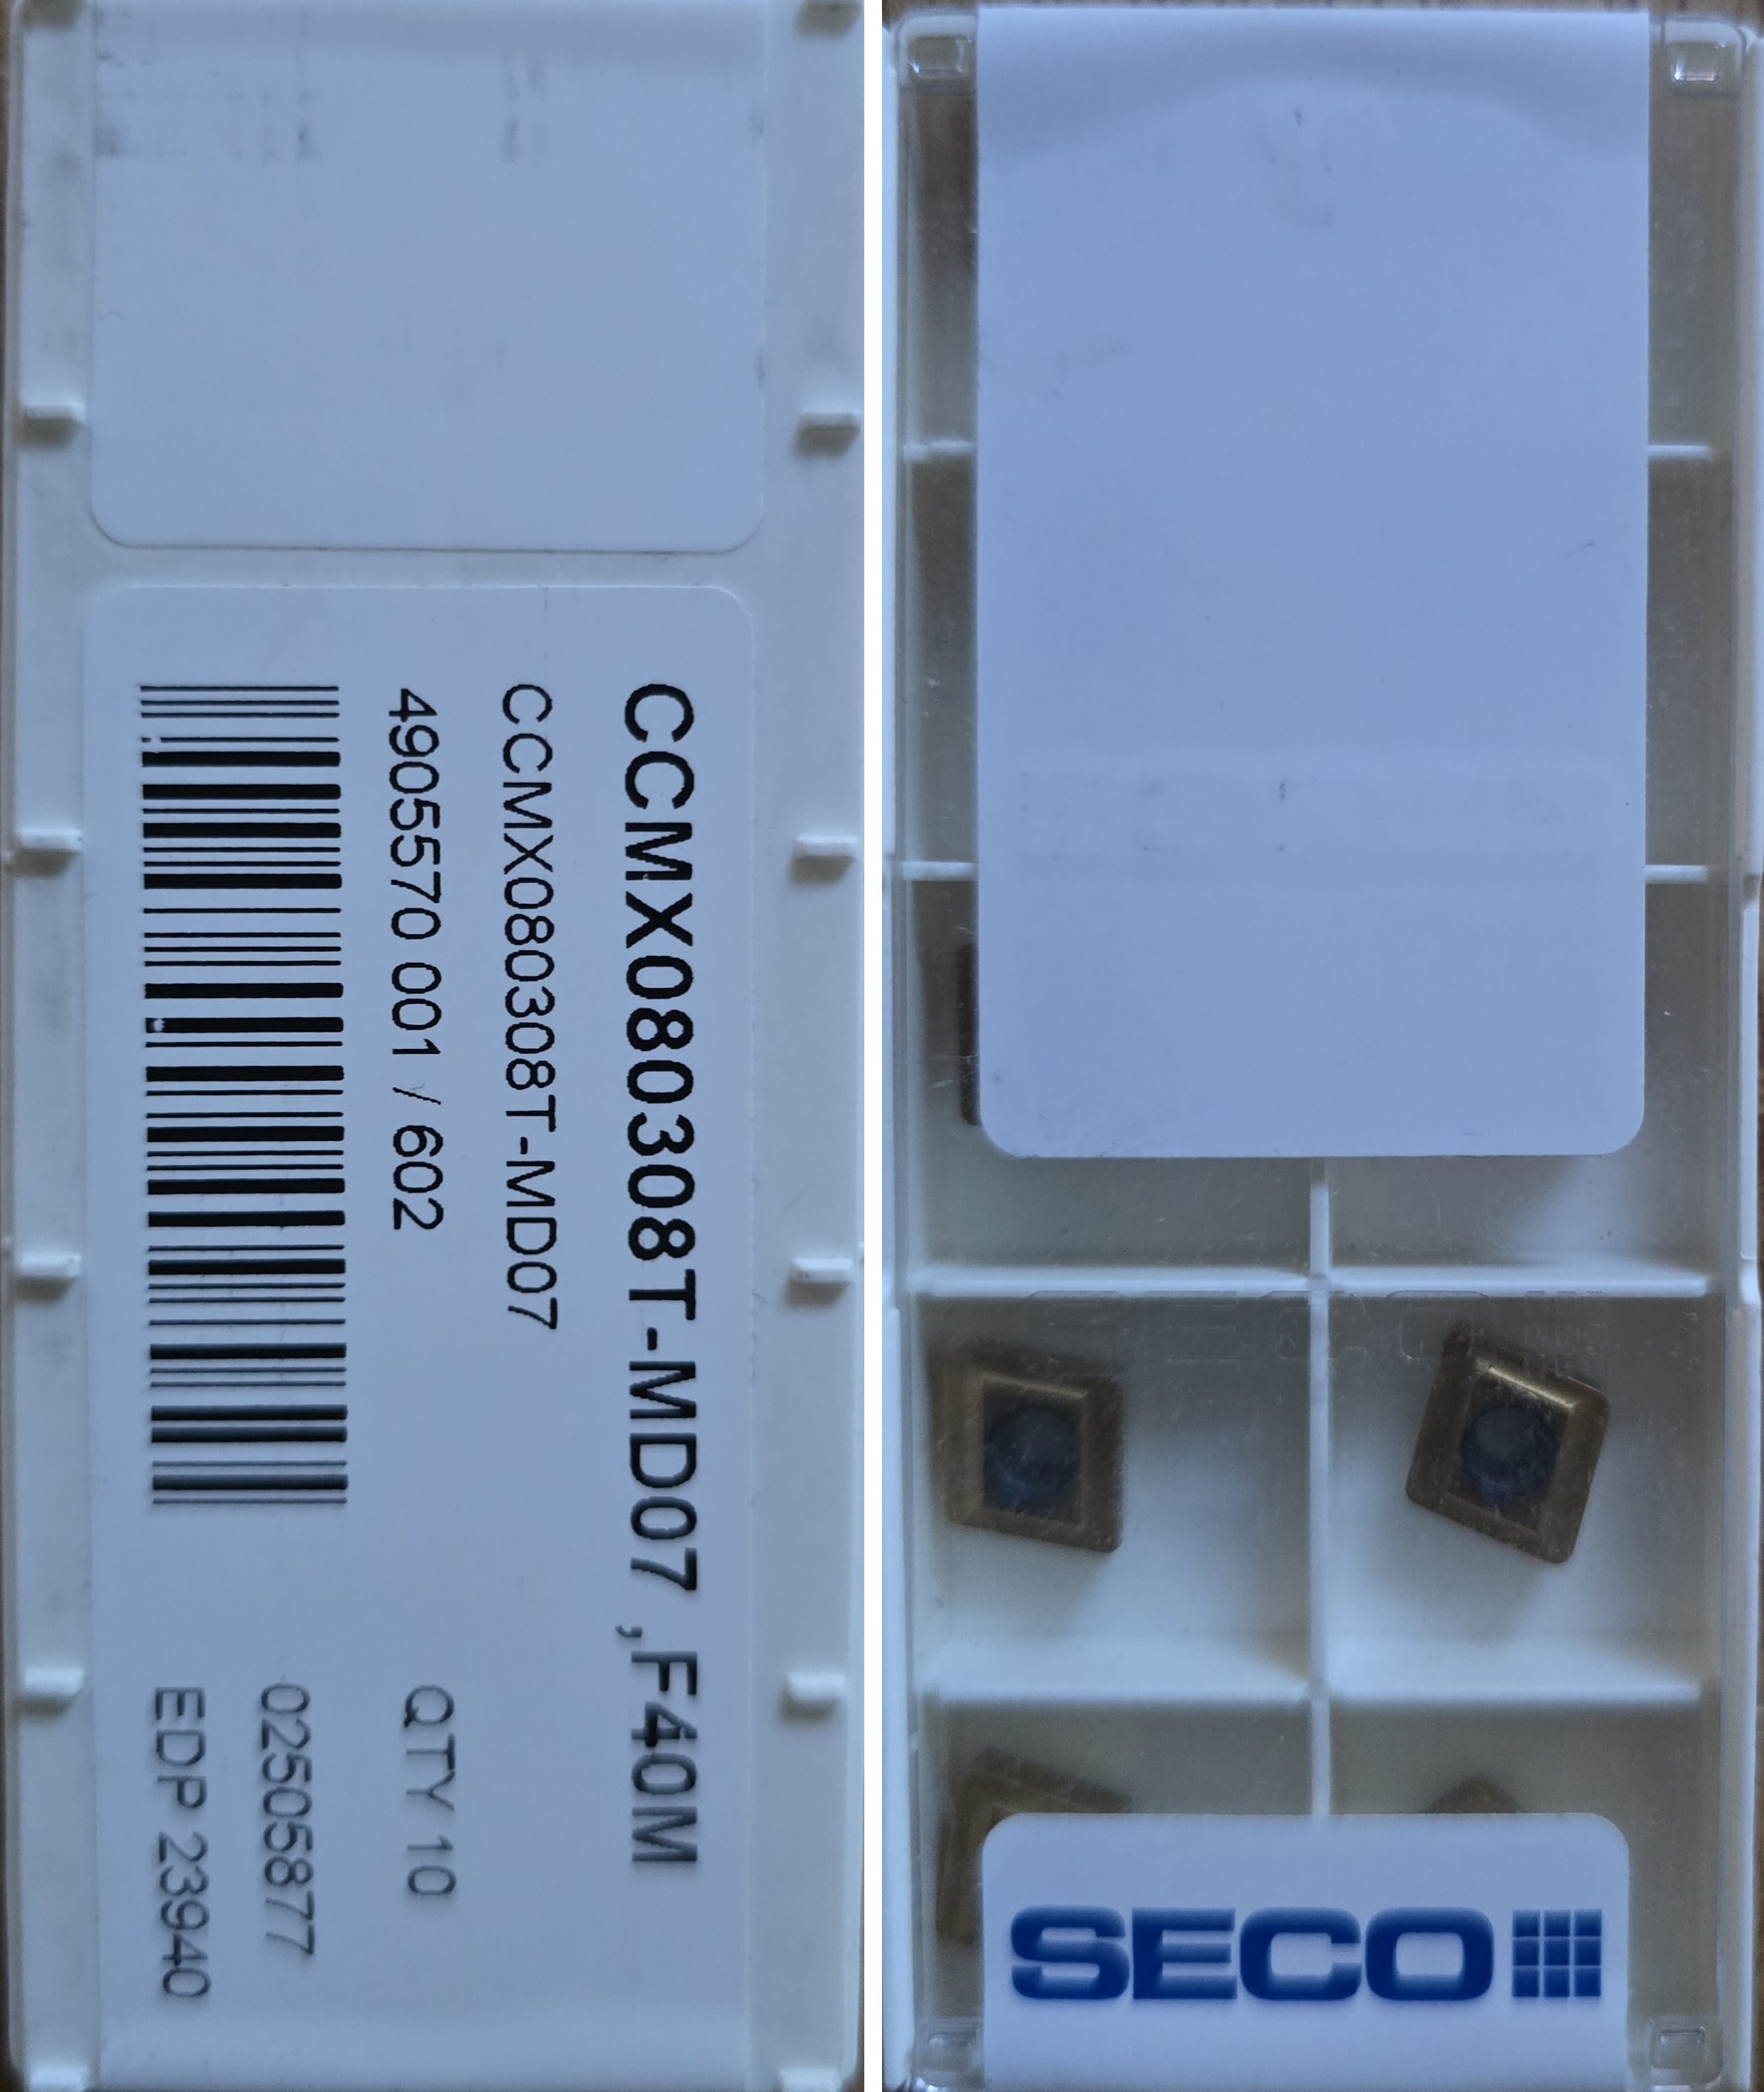 CCMX080308T-MD07 ,F40M
CCMX080308T-MD07
4905570 001 / 602
QTY 10
02505877
EDP 23940
SECO